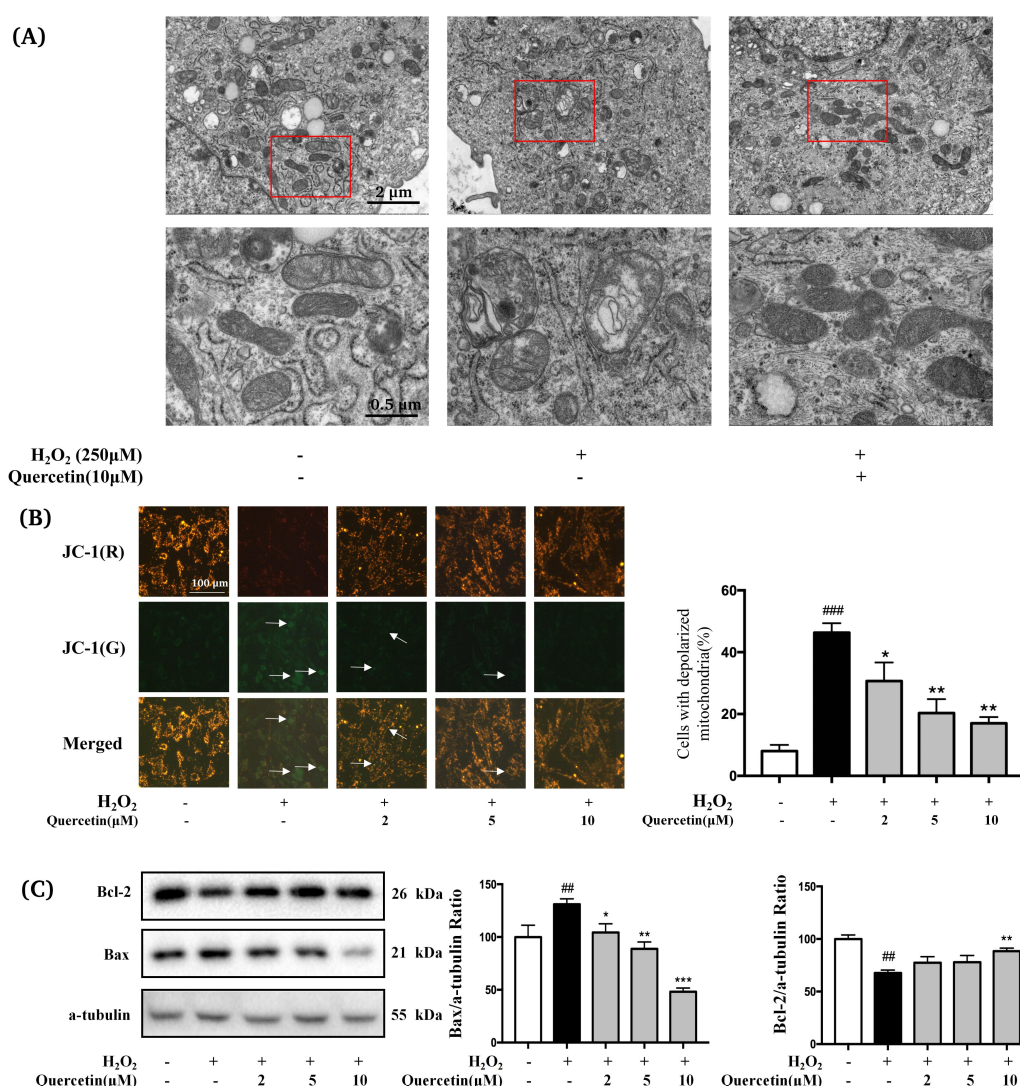 (A)
2 μm
0.5 μm
H₂O₂ (250μM) - + +
Quercetin(10μM) - - +
(B)
JC-1(R)
100 μm
JC-1(G)
Merged
H₂O₂ - + + + +
Quercetin(μM) - - 2 5 10
Cells with depolarized
mitochondria(%)
60
40
20
0
###
*
**
**
H₂O₂ - + + + +
Quercetin(μM) - - 2 5 10
(C)
Bcl-2 26 kDa
Bax 21 kDa
a-tubulin 55 kDa
H₂O₂ - + + + +
Quercetin(μM) - - 2 5 10
Bax/a-tubulin Ratio
150
100
50
0
##
*
**
***
H₂O₂ - + + + +
Quercetin(μM) - - 2 5 10
Bcl-2/a-tubulin Ratio
150
100
50
0
##
**
H₂O₂ - + + + +
Quercetin(μM) - - 2 5 10